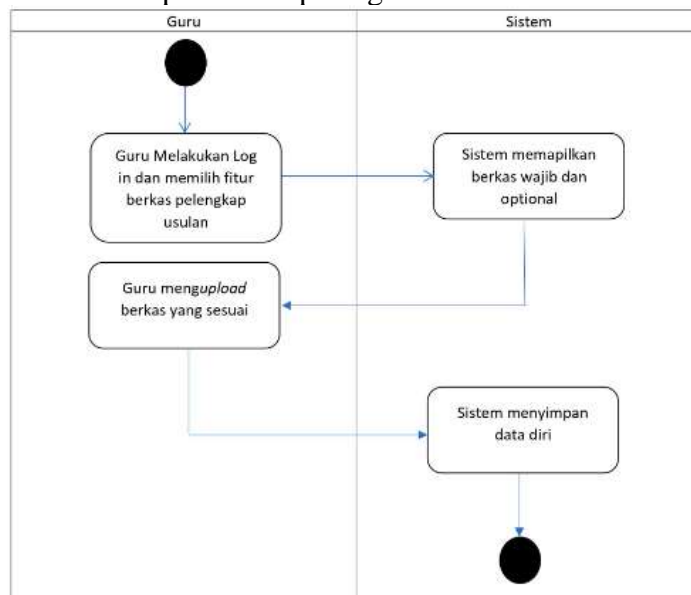 Guru
Sistem
Guru Melakukan Log
in dan memilih fitur
berkas pelengkap
usulan
Sistem memapilkan
berkas wajib dan
optional
Guru mengupload
berkas yang sesuai
Sistem menyimpan
data diri